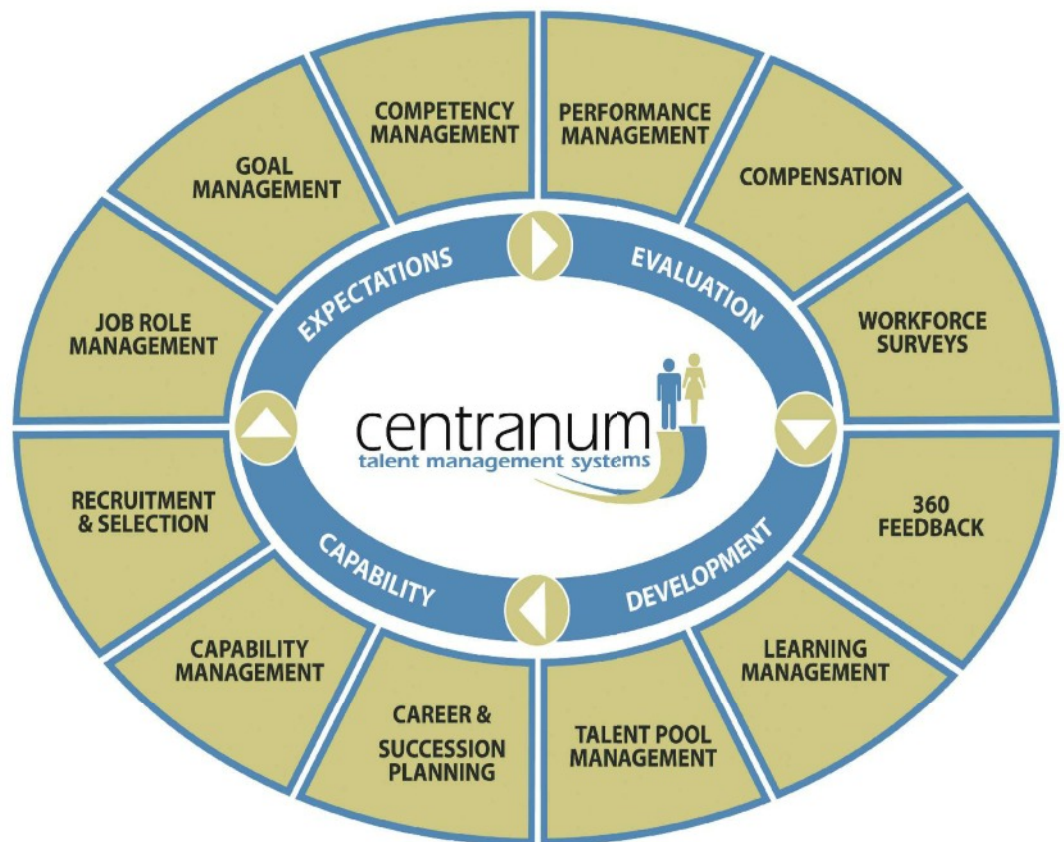 COMPETENCY
MANAGEMENT
PERFORMANCE
MANAGEMENT
COMPENSATION
WORKFORCE
SURVEYS
360
FEEDBACK
LEARNING
MANAGEMENT
TALENT POOL
MANAGEMENT
CAREER &
SUCCESSION
PLANNING
CAPABILITY
MANAGEMENT
RECRUITMENT
& SELECTION
JOB ROLE
MANAGEMENT
GOAL
MANAGEMENT
EXPECTATIONS
EVALUATION
DEVELOPMENT
CAPABILITY
centranum
talent management systems